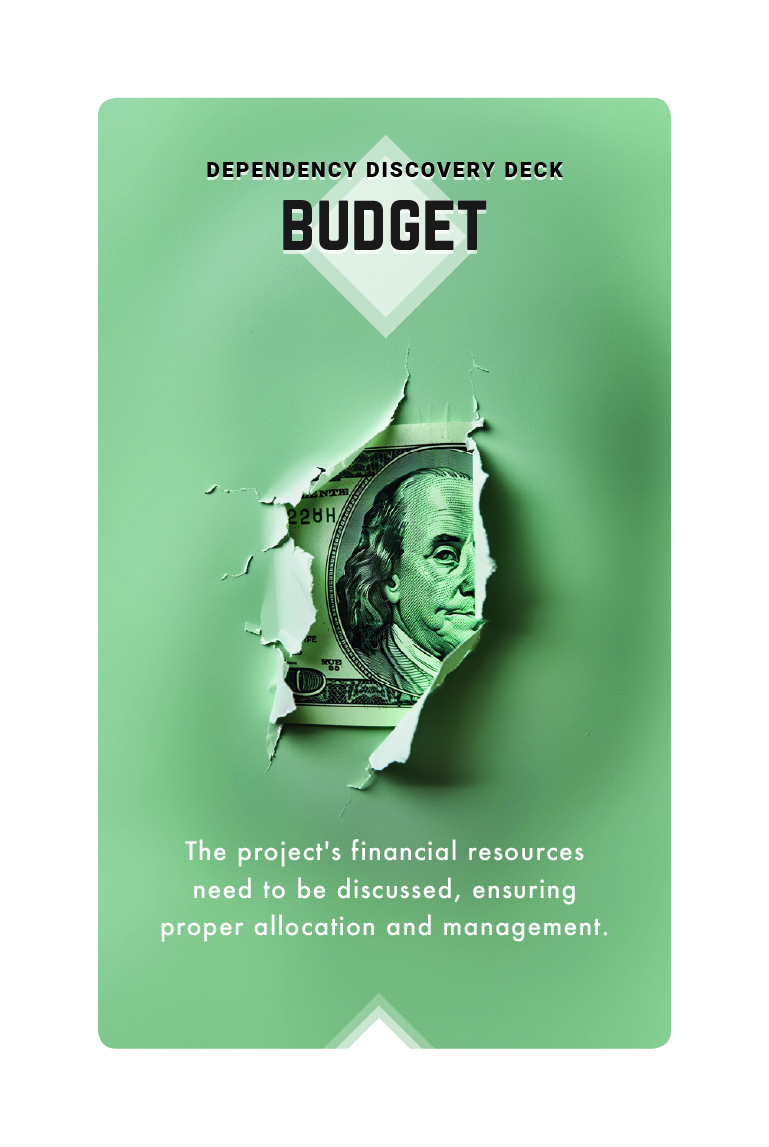 DEPENDENCY DISCOVERY DECK
BUDGET
The project's financial resources
need to be discussed, ensuring
proper allocation and management.